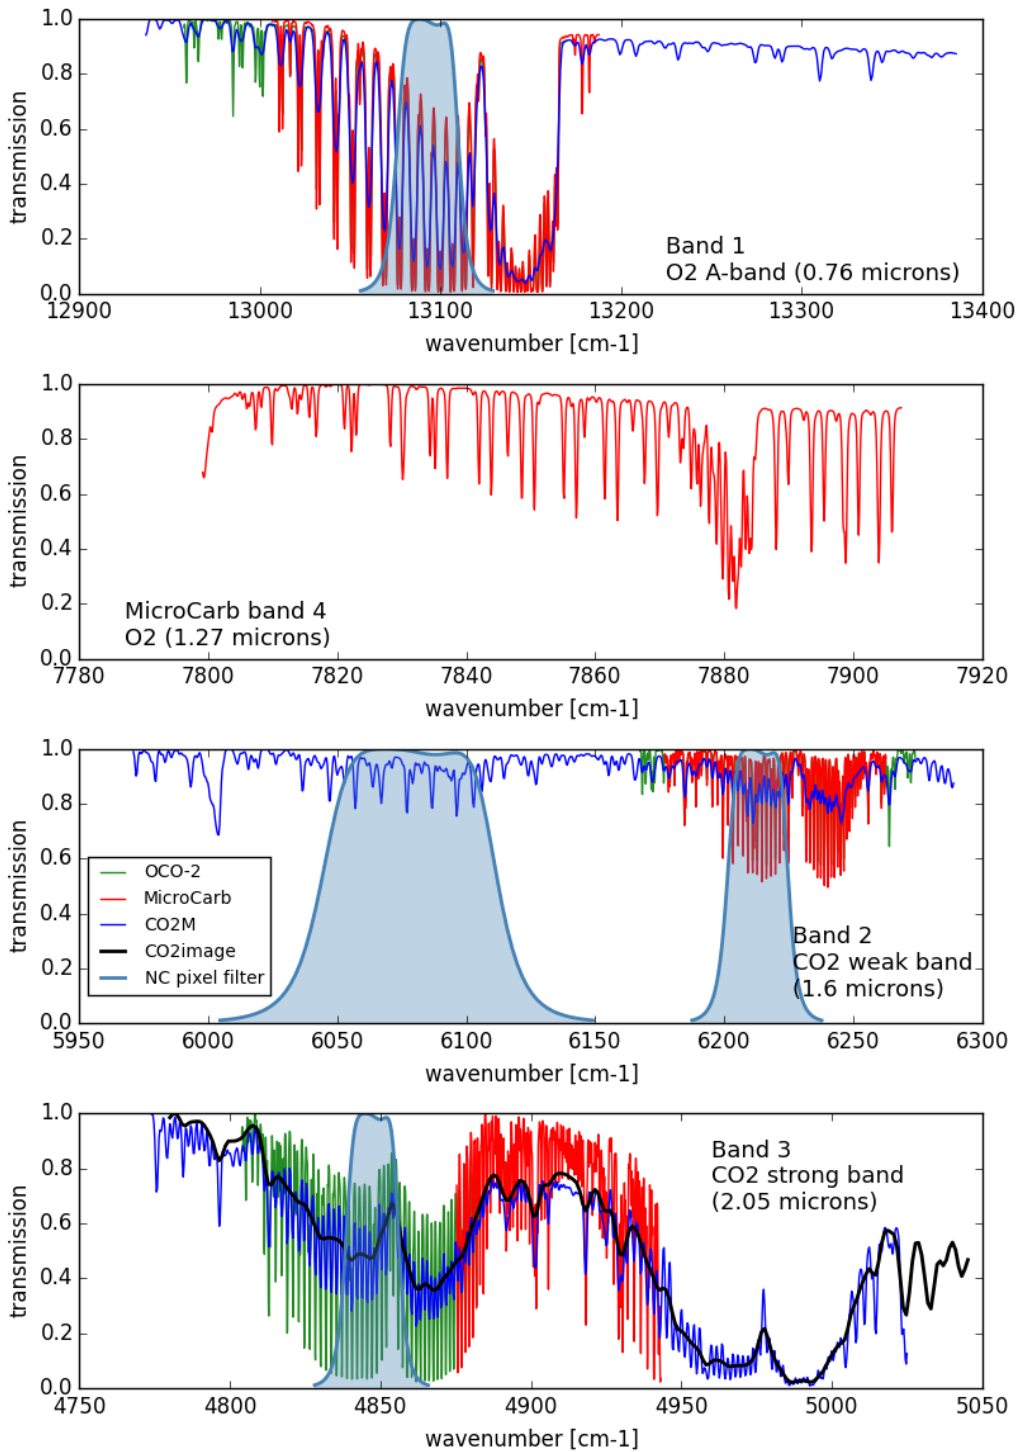 1.0
0.8
0.6
0.4
0.2
0.0
transmission
Band 1
O2 A-band (0.76 microns)
12900 13000 13100 13200 13300 13400
wavenumber [cm-1]
1.0
0.8
0.6
0.4
0.2
0.0
transmission
MicroCarb band 4
O2 (1.27 microns)
7780 7800 7820 7840 7860 7880 7900 7920
wavenumber [cm-1]
1.0
0.8
0.6
0.4
0.2
0.0
transmission
OCO-2
MicroCarb
CO2M
CO2image
NC pixel filter
Band 2
CO2 weak band
(1.6 microns)
5950 6000 6050 6100 6150 6200 6250 6300
wavenumber [cm-1]
1.0
0.8
0.6
0.4
0.2
0.0
transmission
Band 3
CO2 strong band
(2.05 microns)
4750 4800 4850 4900 4950 5000 5050
wavenumber [cm-1]